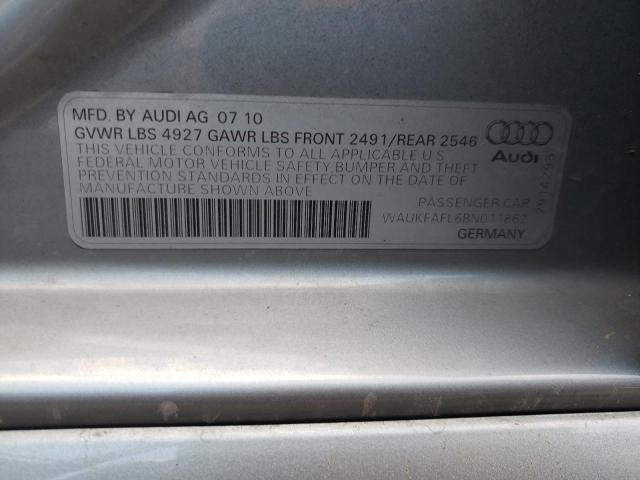 MFD. BY AUDI AG 07 10
GVWR LBS 4927 GAWR LBS FRONT 2491/REAR 2546
THIS VEHICLE CONFORMS TO ALL APPLICABLE U S
FEDERAL MOTOR VEHICLE SAFETY, BUMPER AND THEFT
PREVENTION STANDARDS IN EFFECT ON THE DATE OF
MANUFACTURE SHOWN ABOVE
Audi
PASSENGER CAR
WAUKFAFL6BN011862
GERMANY